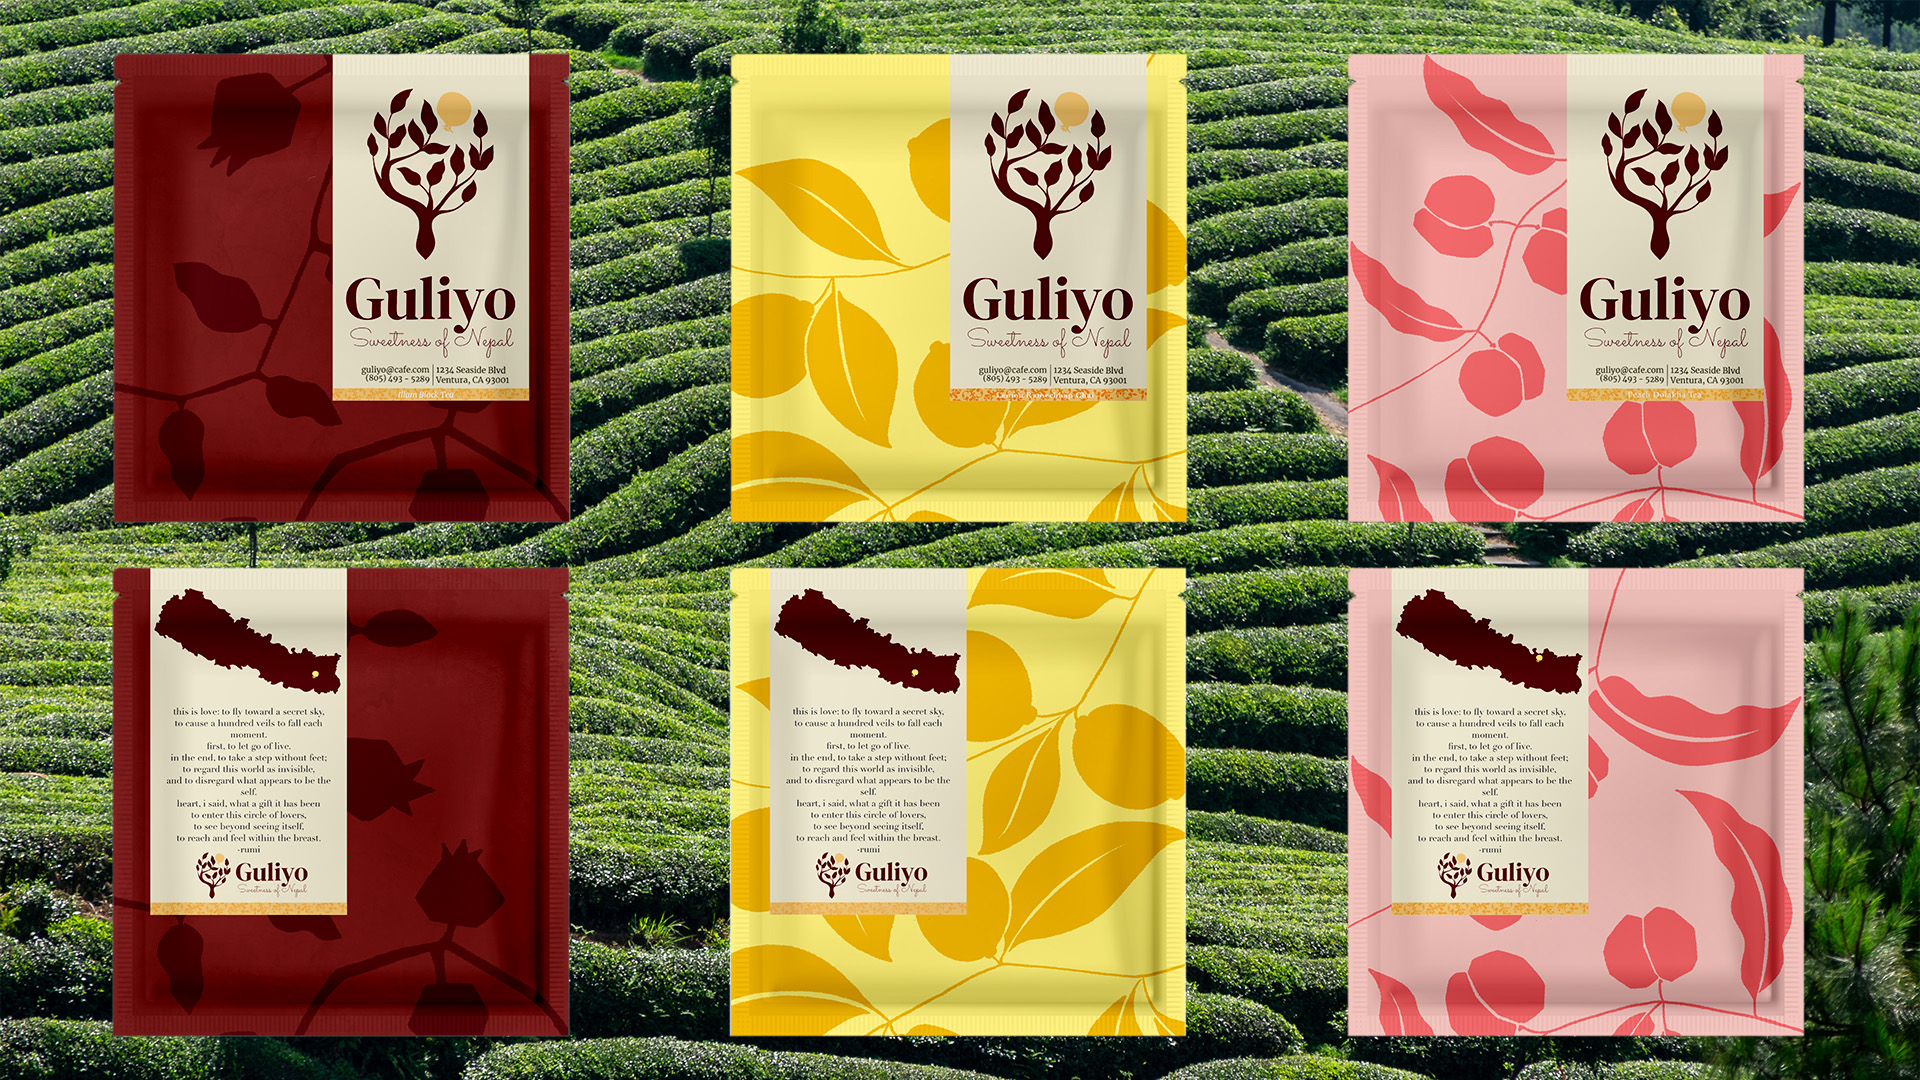 Guliyo
Sweetness of Nepal
guliyo@cafe.com
(805) 493 - 5289
1234 Seaside Blvd
Ventura, CA 93001
Illam Black Tea
Guliyo
Sweetness of Nepal
guliyo@cafe.com
(805) 493 - 5289
1234 Seaside Blvd
Ventura, CA 93001
Lemon
Guliyo
Sweetness of Nepal
guliyo@cafe.com
(805) 493 - 5289
1234 Seaside Blvd
Ventura, CA 93001
Peach Dolakha Tea
this is love: to fly toward a secret sky,
to cause a hundred veils to fall each
moment.
first, to let go of live.
in the end, to take a step without feet;
to regard this world as invisible,
and to disregard what appears to be the
self.
heart, i said, what a gift it has been
to enter this circle of lovers,
to see beyond seeing itself,
to reach and feel within the breast.
-rumi
Guliyo
Sweetness of Nepal
this is love: to fly toward a secret sky,
to cause a hundred veils to fall each
moment.
first, to let go of live.
in the end, to take a step without feet;
to regard this world as invisible,
and to disregard what appears to be the
self.
heart, i said, what a gift it has been
to enter this circle of lovers,
to see beyond seeing itself,
to reach and feel within the breast.
-rumi
Guliyo
Sweetness of Nepal
this is love: to fly toward a secret sky,
to cause a hundred veils to fall each
moment.
first, to let go of live.
in the end, to take a step without feet;
to regard this world as invisible,
and to disregard what appears to be the
self.
heart, i said, what a gift it has been
to enter this circle of lovers,
to see beyond seeing itself,
to reach and feel within the breast.
-rumi
Guliyo
Sweetness of Nepal